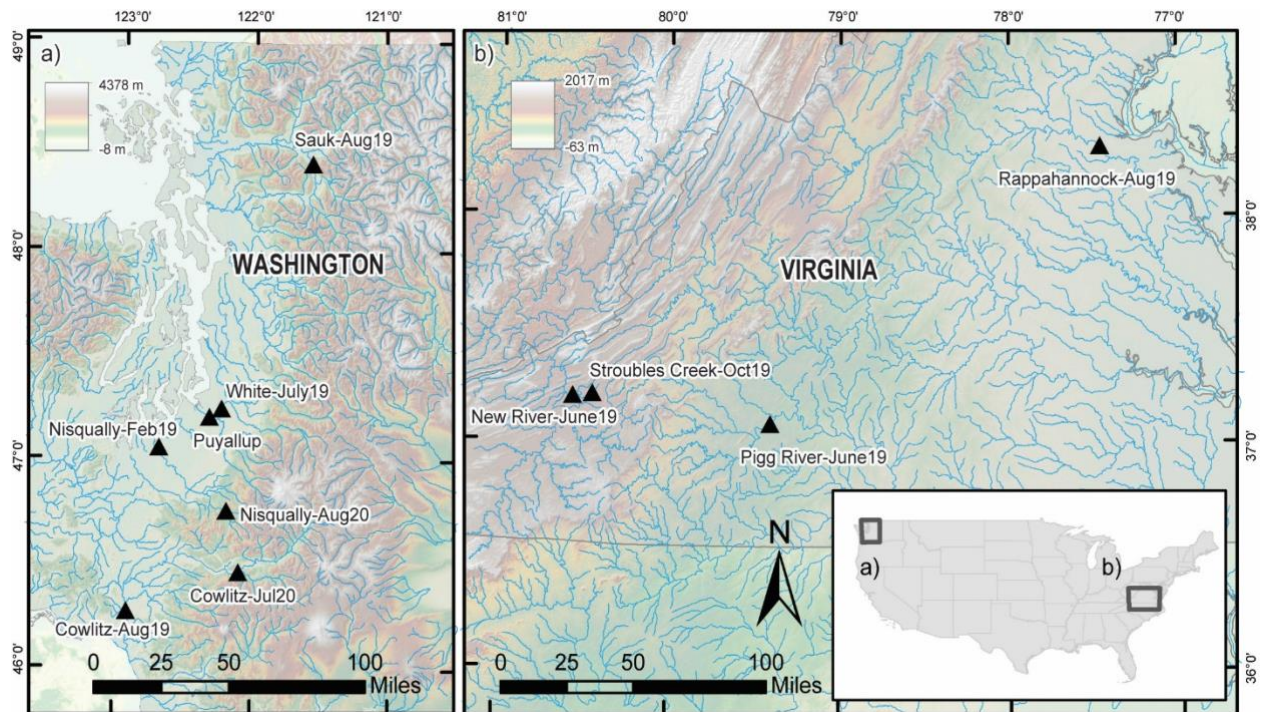 123°0' 122°0' 121°0' 81°0' 80°0' 79°0' 78°0' 77°0'
49°0'
48°0'
47°0'
46°0'
a)
4378 m
-8 m
Sauk-Aug19
WASHINGTON
White-July19
Nisqually-Feb19
Puyallup
Nisqually-Aug20
Cowlitz-Jul20
Cowlitz-Aug19
0 25 50 100
Miles
b)
2017 m
-63 m
Rappahannock-Aug19
VIRGINIA
Stroubles Creek-Oct19
New River-June19
Pigg River-June19
N
0 25 50 100
Miles
a)
b)
38°0'
37°0'
36°0'